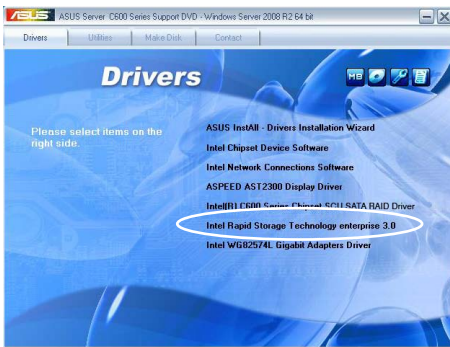 ASUS ASUS Server C600 Series Support DVD - Windows Server 2008 R2 64 bit
Drivers Utilities Make Disk Contact
Drivers
MB
Please select items on the
right side.
ASUS InstAll - Drivers Installation Wizard
Intel Chipset Device Software
Intel Network Connections Software
ASPEED AST2300 Display Driver
Intel(R) C600 Series Chipset SCU SATA RAID Driver
Intel Rapid Storage Technology enterprise 3.0
Intel WG82574L Gigabit Adapters Driver